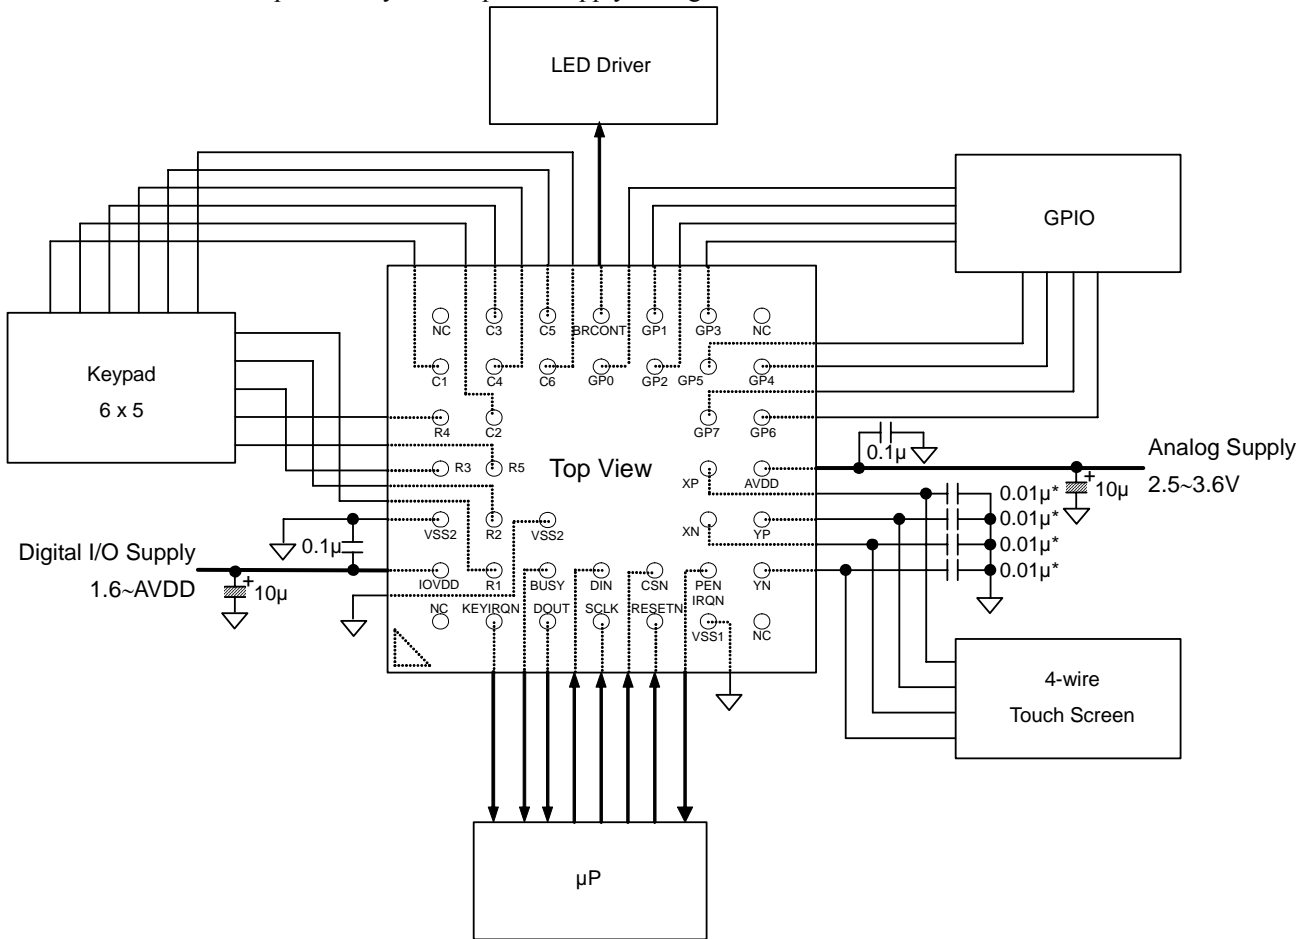 LED Driver
GPIO
Keypad
6 x 5
NC C3 C5 BRCONT GP1 GP3 NC
C1 C4 C6 GP0 GP2 GP5 GP4
R4 C2 GP7 GP6
R3 R5 Top View XP AVDD
VSS2 R2 VSS2 XN YP
IOVDD R1 BUSY DIN CSN PEN IRQN YN
NC KEYIRQN DOUT SCLK RESETN VSS1 NC
0.1µ
Analog Supply
2.5~3.6V
10µ
0.01µ*
0.01µ*
0.01µ*
0.01µ*
Digital I/O Supply
1.6~AVDD
0.1µ
10µ
4-wire
Touch Screen
µP